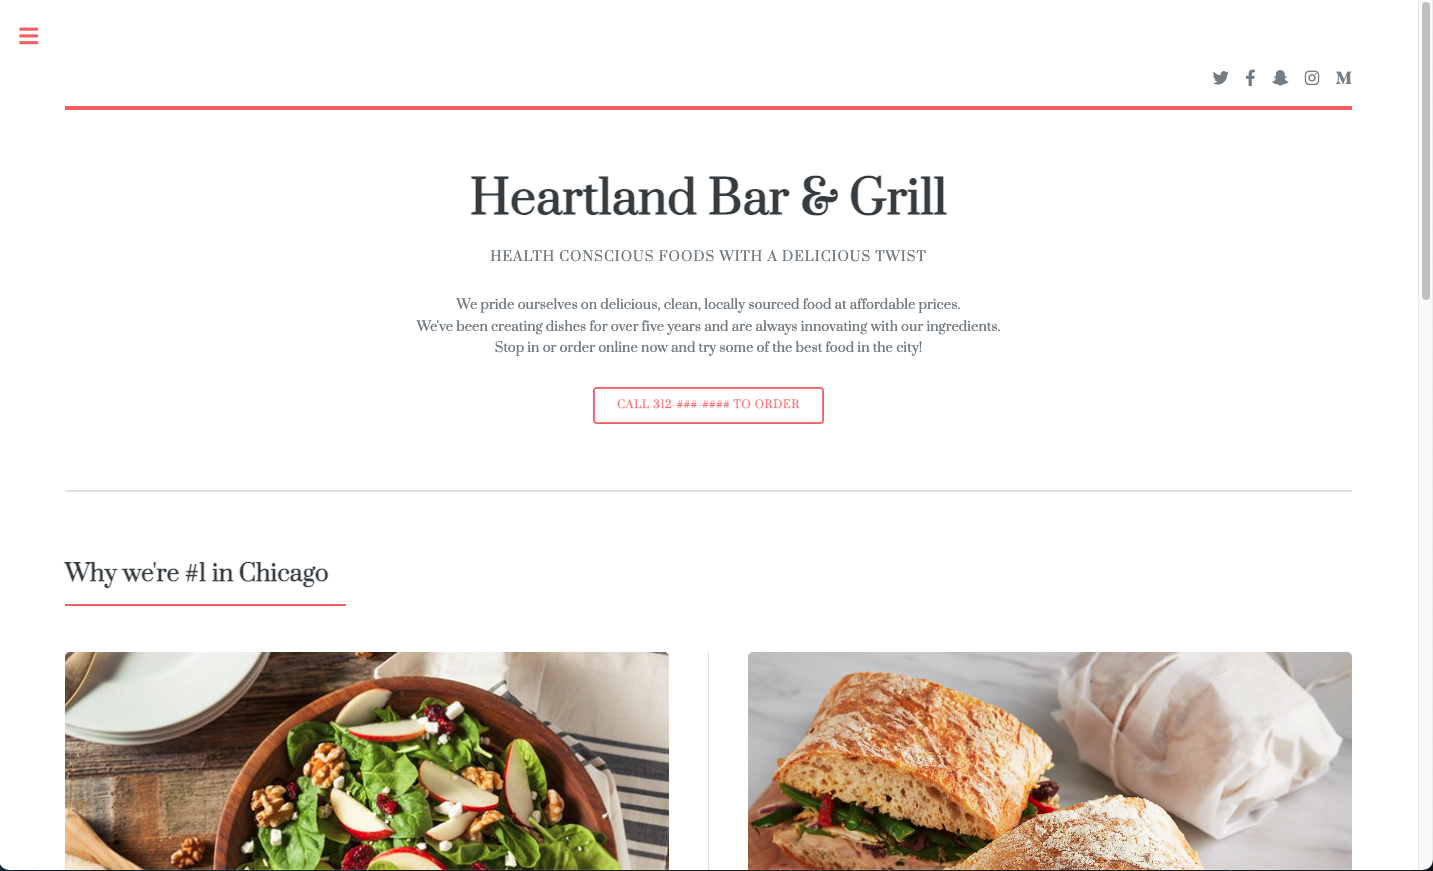 Heartland Bar & Grill
HEALTH CONSCIOUS FOODS WITH A DELICIOUS TWIST
We pride ourselves on delicious, clean, locally sourced food at affordable prices.
We've been creating dishes for over five years and are always innovating with our ingredients.
Stop in or order online now and try some of the best food in the city!
CALL 312-###-#### TO ORDER
Why we're #1 in Chicago